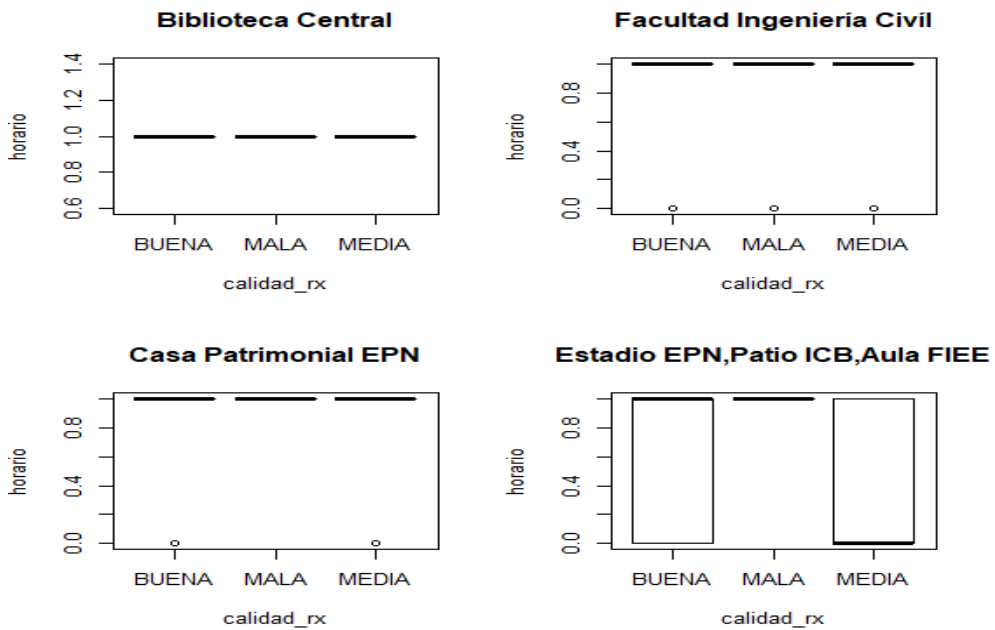 Biblioteca Central
horario
1.4
1.2
1.0
0.8
0.6
BUENA MALA MEDIA
calidad_rx
Facultad Ingeniería Civíl
horario
0.8
0.4
0.0
BUENA MALA MEDIA
calidad_rx
Casa Patrimonial EPN
horario
0.8
0.4
0.0
BUENA MALA MEDIA
calidad_rx
Estadio EPN,Patio ICB,Aula FIEE
horario
0.8
0.4
0.0
BUENA MALA MEDIA
calidad_rx